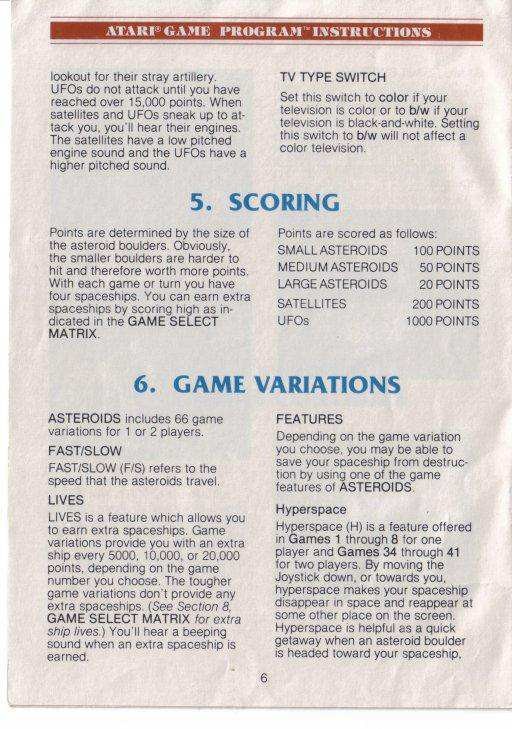 ATARI® GAME PROGRAM™ INSTRUCTIONS
lookout for their stray artillery.
UFOs do not attack until you have
reached over 15,000 points. When
satellites and UFOs sneak up to at-
tack you, you'll hear their engines.
The satellites have a low pitched
engine sound and the UFOs have a
higher pitched sound.
TV TYPE SWITCH
Set this switch to color if your
television is color or to b/w if your
television is black-and-white. Setting
this switch to b/w will not affect a
color television.
5. SCORING
Points are determined by the size of
the asteroid boulders. Obviously,
the smaller boulders are harder to
hit and therefore worth more points.
With each game or turn you have
four spaceships. You can earn extra
spaceships by scoring high as in-
dicated in the GAME SELECT
MATRIX.
Points are scored as follows:
SMALL ASTEROIDS 100 POINTS
MEDIUM ASTEROIDS 50 POINTS
LARGE ASTEROIDS 20 POINTS
SATELLITES 200 POINTS
UFOs 1000 POINTS
6. GAME VARIATIONS
ASTEROIDS includes 66 game
variations for 1 or 2 players.
FAST/SLOW
FAST/SLOW (F/S) refers to the
speed that the asteroids travel.
LIVES
LIVES is a feature which allows you
to earn extra spaceships. Game
variations provide you with an extra
ship every 5000, 10,000, or 20,000
points, depending on the game
number you choose. The tougher
game variations don't provide any
extra spaceships. (See Section 8,
GAME SELECT MATRIX for extra
ship lives.) You'll hear a beeping
sound when an extra spaceship is
earned.
FEATURES
Depending on the game variation
you choose, you may be able to
save your spaceship from destruc-
tion by using one of the game
features of ASTEROIDS.
Hyperspace
Hyperspace (H) is a feature offered
in Games 1 through 8 for one
player and Games 34 through 41
for two players. By moving the
Joystick down, or towards you,
hyperspace makes your spaceship
disappear in space and reappear at
some other place on the screen.
Hyperspace is helpful as a quick
getaway when an asteroid boulder
is headed toward your spaceship,
6